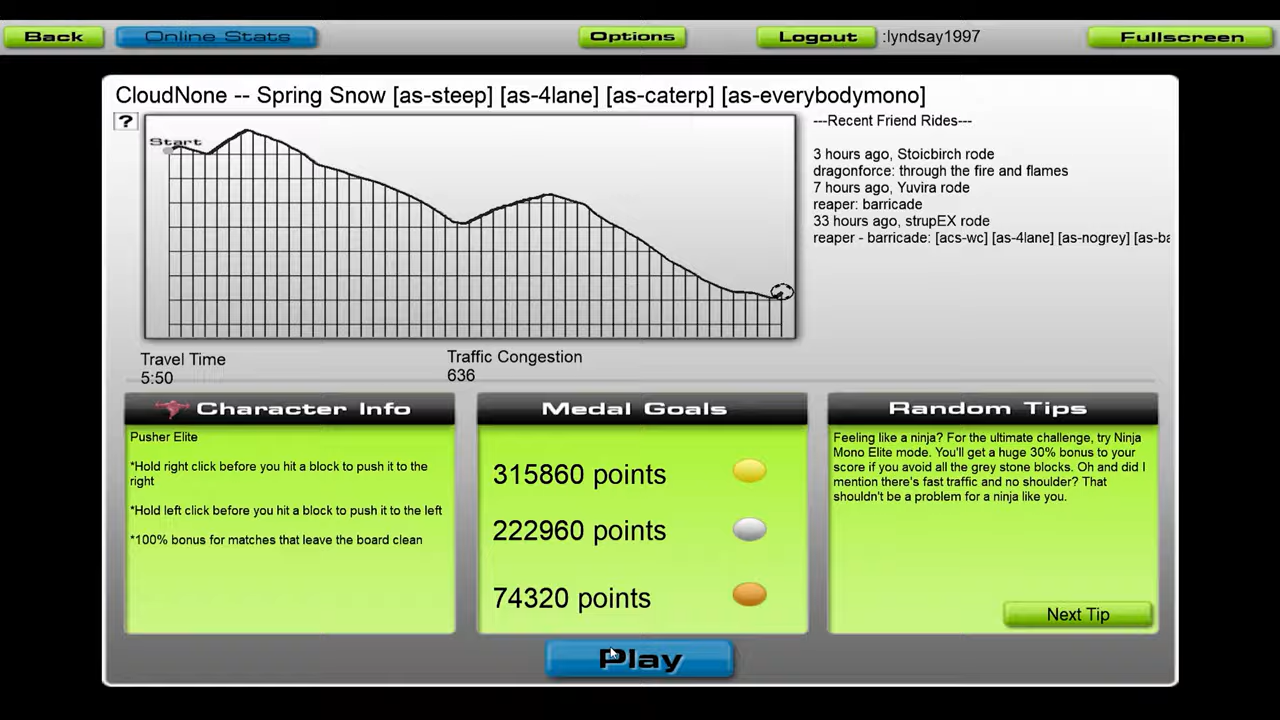 Back
Online Stats
Options
Logout
:lyndsay1997
Fullscreen
CloudNone -- Spring Snow [as-steep] [as-4lane] [as-caterp] [as-everybodymono]
?
Start
---Recent Friend Rides---
3 hours ago, Stoicbirch rode
dragonforce: through the fire and flames
7 hours ago, Yuvira rode
reaper: barricade
33 hours ago, strupEX rode
reaper - barricade: [acs-wc] [as-4lane] [as-nogrey] [as-ba
Travel Time
5:50
Traffic Congestion
636
Character Info
Pusher Elite
*Hold right click before you hit a block to push it to the
right
*Hold left click before you hit a block to push it to the left
*100% bonus for matches that leave the board clean
Medal Goals
315860 points
222960 points
74320 points
Random Tips
Feeling like a ninja? For the ultimate challenge, try Ninja
Mono Elite mode. You'll get a huge 30% bonus to your
score if you avoid all the grey stone blocks. Oh and did I
mention there's fast traffic and no shoulder? That
shouldn't be a problem for a ninja like you.
Next Tip
Play